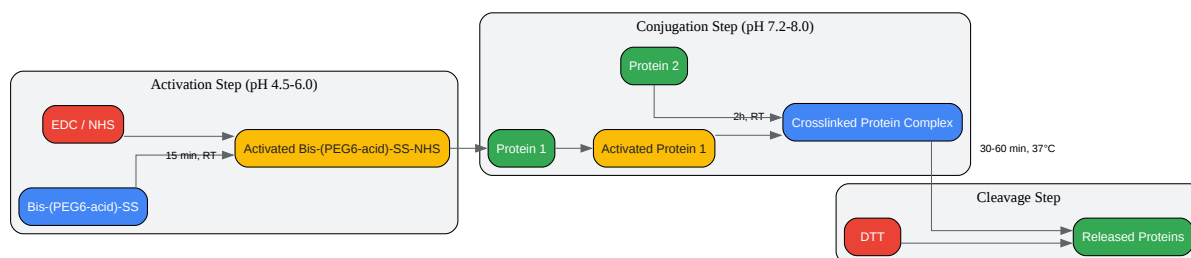 Activation Step (pH 4.5-6.0)
EDC / NHS
15 min, RT
Bis-(PEG6-acid)-SS
Activated Bis-(PEG6-acid)-SS-NHS
Conjugation Step (pH 7.2-8.0)
Protein 2
Protein 1
Activated Protein 1
2h, RT
Crosslinked Protein Complex
30-60 min, 37°C
Cleavage Step
DTT
Released Proteins